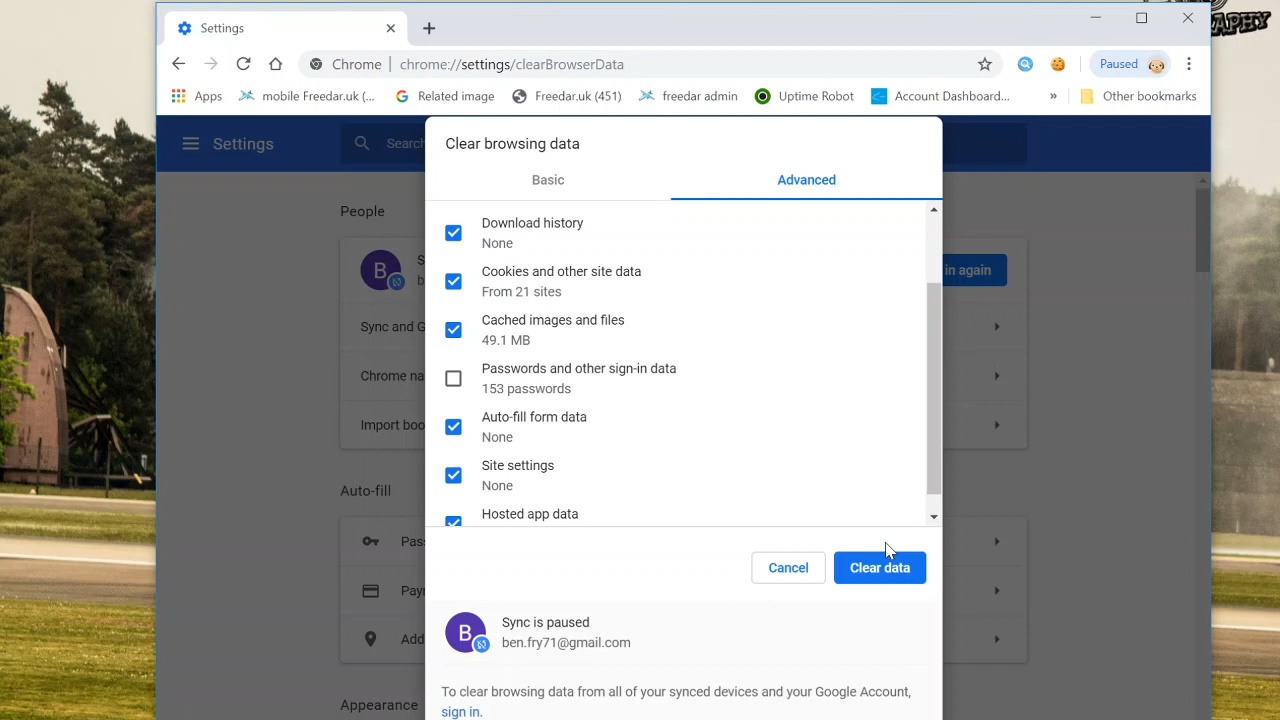 Settings
APHY
Chrome | chrome://settings/clearBrowserData
Paused
Apps
mobile Freedar.uk (...
Related image
Freedar.uk (451)
freedar admin
Uptime Robot
Account Dashboard...
»
Other bookmarks
Settings
Search
Clear browsing data
Basic
Advanced
People
Download history
None
B
in again
Cookies and other site data
From 21 sites
Sync and G
Cached images and files
49.1 MB
Chrome na
Passwords and other sign-in data
153 passwords
Import boo
Auto-fill form data
None
Site settings
None
Auto-fill
Hosted app data
Pass
Cancel
Clear data
Pay
B
Sync is paused
ben.fry71@gmail.com
Add
To clear browsing data from all of your synced devices and your Google Account,
sign in.
Appearance